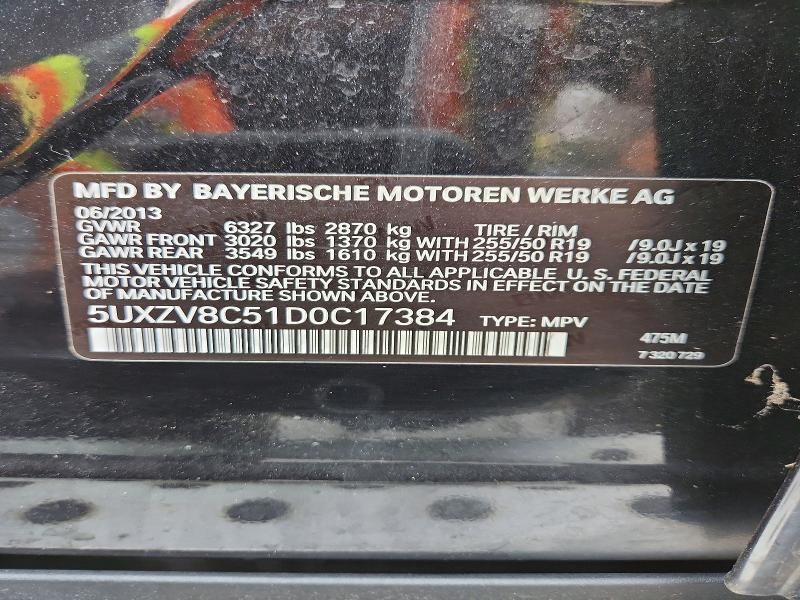 MFD BY BAYERISCHE MOTOREN WERKE AG
06/2013
GVWR 6327 lbs 2870 kg TIRE / RIM
GAWR FRONT 3020 lbs 1370 kg WITH 255/50 R19 /9.0J x 19
GAWR REAR 3549 lbs 1610 kg WITH 255/50 R19 /9.0J x 19
THIS VEHICLE CONFORMS TO ALL APPLICABLE U.S. FEDERAL
MOTOR VEHICLE SAFETY STANDARDS IN EFFECT ON THE DATE
OF MANUFACTURE SHOWN ABOVE.
5UXZV8C51D0C17384 TYPE: MPV
475M
7 320 729